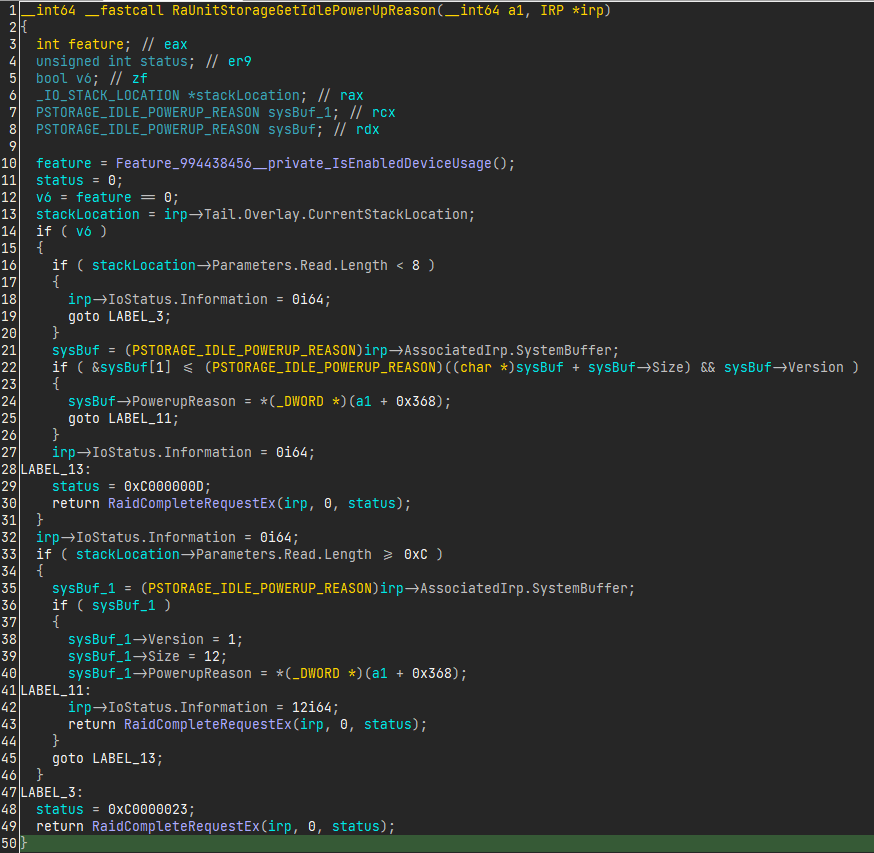 1 __int64 __fastcall RaUnitStorageGetIdlePowerUpReason(__int64 a1, IRP *irp)
2 {
3   int feature; // eax
4   unsigned int status; // er9
5   bool v6; // zf
6   _IO_STACK_LOCATION *stackLocation; // rax
7   PSTORAGE_IDLE_POWERUP_REASON sysBuf_1; // rcx
8   PSTORAGE_IDLE_POWERUP_REASON sysBuf; // rdx
9
10   feature = Feature_994438456__private_IsEnabledDeviceUsage();
11   status = 0;
12   v6 = feature == 0;
13   stackLocation = irp->Tail.Overlay.CurrentStackLocation;
14   if ( v6 )
15   {
16     if ( stackLocation->Parameters.Read.Length < 8 )
17     {
18       irp->IoStatus.Information = 0i64;
19       goto LABEL_3;
20     }
21     sysBuf = (PSTORAGE_IDLE_POWERUP_REASON)irp->AssociatedIrp.SystemBuffer;
22     if ( &sysBuf[1] <= (PSTORAGE_IDLE_POWERUP_REASON)((char *)sysBuf + sysBuf->Size) && sysBuf->Version )
23     {
24       sysBuf->PowerupReason = *(_DWORD *)(a1 + 0x368);
25       goto LABEL_11;
26     }
27     irp->IoStatus.Information = 0i64;
28 LABEL_13:
29     status = 0xC000000D;
30     return RaidCompleteRequestEx(irp, 0, status);
31   }
32   irp->IoStatus.Information = 0i64;
33   if ( stackLocation->Parameters.Read.Length >= 0xC )
34   {
35     sysBuf_1 = (PSTORAGE_IDLE_POWERUP_REASON)irp->AssociatedIrp.SystemBuffer;
36     if ( sysBuf_1 )
37     {
38       sysBuf_1->Version = 1;
39       sysBuf_1->Size = 12;
40       sysBuf_1->PowerupReason = *(_DWORD *)(a1 + 0x368);
41 LABEL_11:
42       irp->IoStatus.Information = 12i64;
43       return RaidCompleteRequestEx(irp, 0, status);
44     }
45     goto LABEL_13;
46   }
47 LABEL_3:
48   status = 0xC0000023;
49   return RaidCompleteRequestEx(irp, 0, status);
50 }